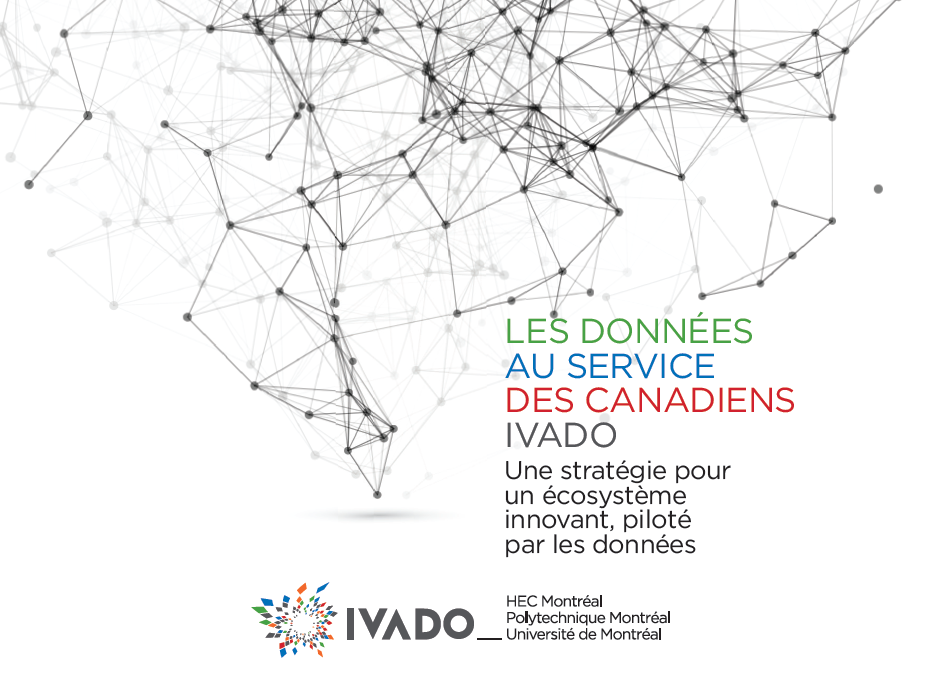 LES DONNÉES
AU SERVICE
DES CANADIENS
IVADO
Une stratégie pour
un écosystème
innovant, piloté
par les données
IVADO_
HEC Montréal
Polytechnique Montréal
Université de Montréal